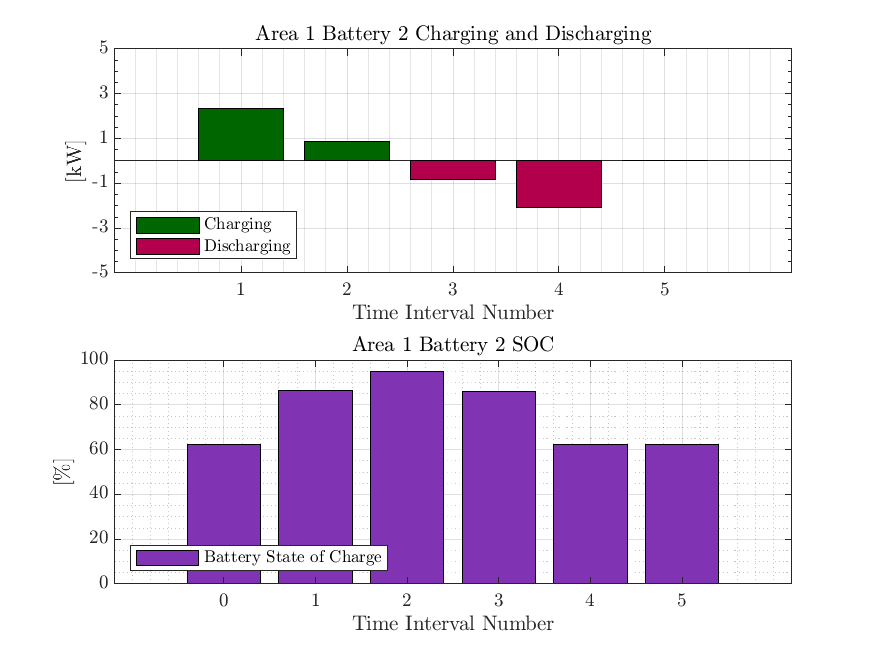 Area 1 Battery 2 Charging and Discharging
5
3
1
-1
-3
-5
[kW]
Charging
Discharging
1 2 3 4 5
Time Interval Number
Area 1 Battery 2 SOC
100
80
60
40
20
0
[%]
Battery State of Charge
0 1 2 3 4 5
Time Interval Number